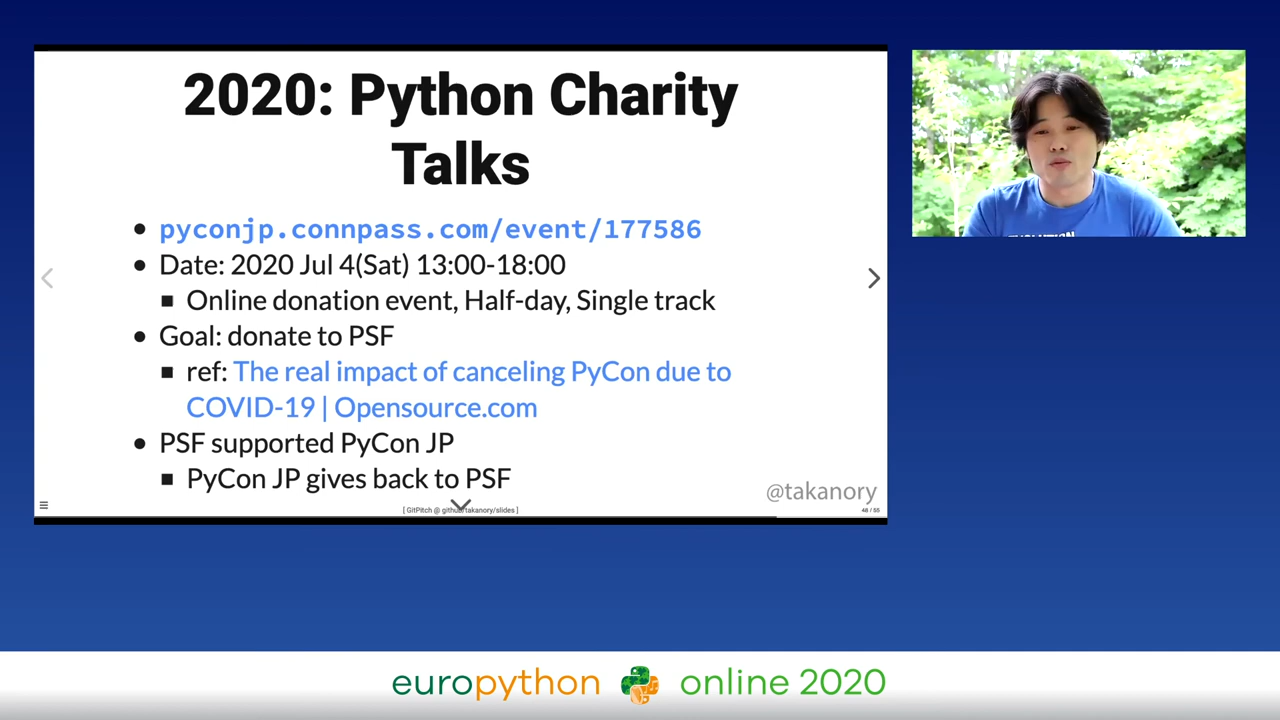 2020: Python Charity
Talks
pyconjp.connpass.com/event/177586
Date: 2020 Jul 4(Sat) 13:00-18:00
Online donation event, Half-day, Single track
Goal: donate to PSF
ref: The real impact of canceling PyCon due to
COVID-19 | Opensource.com
PSF supported PyCon JP
PyCon JP gives back to PSF
@takanory
48 / 55
europython online 2020